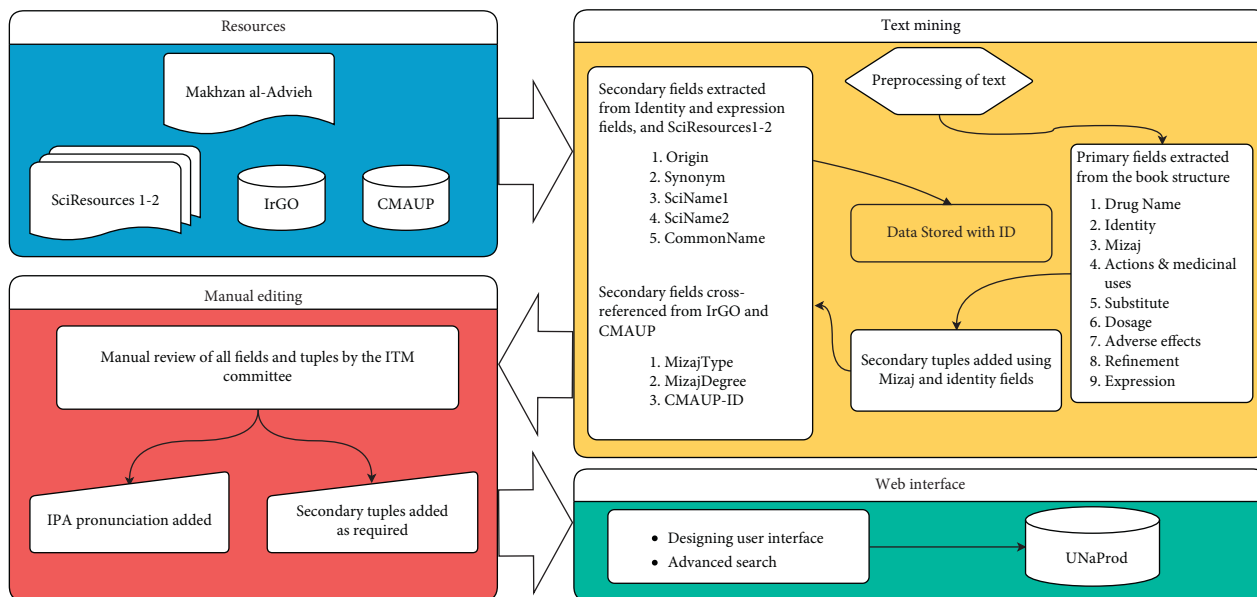 Resources
Makhzan al-Advieh
SciResources 1-2
IrGO
CMAUP
Text mining
Preprocessing of text
Primary fields extracted
from the book structure
1. Drug Name
2. Identity
3. Mizaj
4. Actions & medicinal
uses
5. Substitute
6. Dosage
7. Adverse effects
8. Refinement
9. Expression
Secondary tuples added using
Mizaj and identity fields
Secondary fields extracted
from Identity and expression
fields, and SciResources1-2
1. Origin
2. Synonym
3. SciName1
4. SciName2
5. CommonName
Secondary fields cross-
referenced from IrGO and
CMAUP
1. MizajType
2. MizajDegree
3. CMAUP-ID
Data Stored with ID
Manual editing
Manual review of all fields and tuples by the ITM
committee
IPA pronunciation added
Secondary tuples added
as required
Web interface
• Designing user interface
• Advanced search
UNaProd